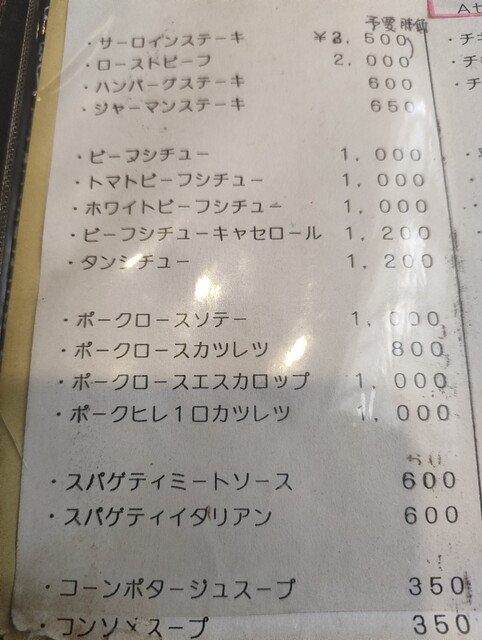 ・サーロインステーキ ¥3,500
・ローストビーフ 2,000
・ハンバーグステーキ 600
・ジャーマンステーキ 650
・ビーフシチュー 1,000
・トマトビーフシチュー 1,000
・ホワイトビーフシチュー 1,000
・ビーフシチューキャセロール 1,200
・タンシチュー 1,200
・ポークロースソテー 1,000
・ポークロースカツレツ 800
・ポークロースエスカロップ 1,000
・ポークヒレ1口カツレツ 1,000
・スパゲティミートソース 600
・スパゲティイタリアン 600
・コーンポタージュスープ 350
・コンソメスープ 350
A
・チキ
・チ
・チ